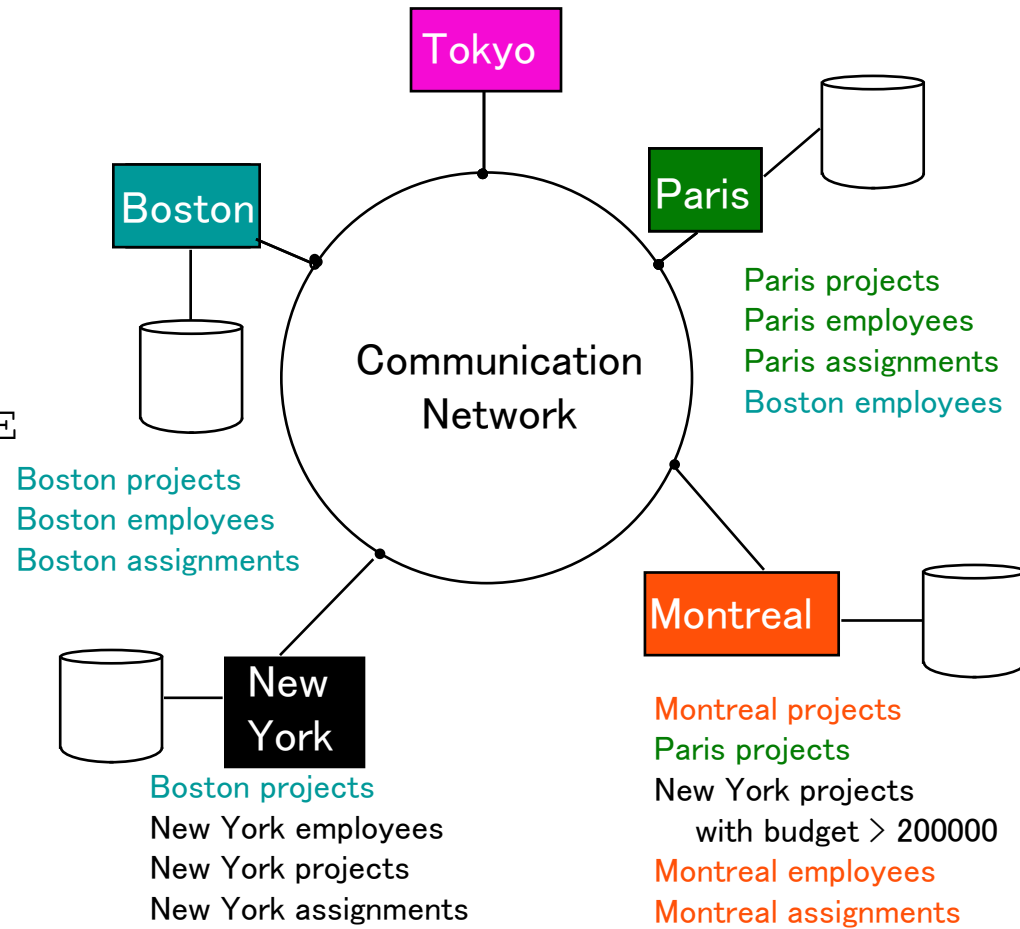 Tokyo
Boston
Paris
Paris projects
Paris employees
Paris assignments
Boston employees
Communication
Network
E
Boston projects
Boston employees
Boston assignments
Montreal
New
York
Montreal projects
Paris projects
New York projects
with budget > 200000
Montreal employees
Montreal assignments
Boston projects
New York employees
New York projects
New York assignments